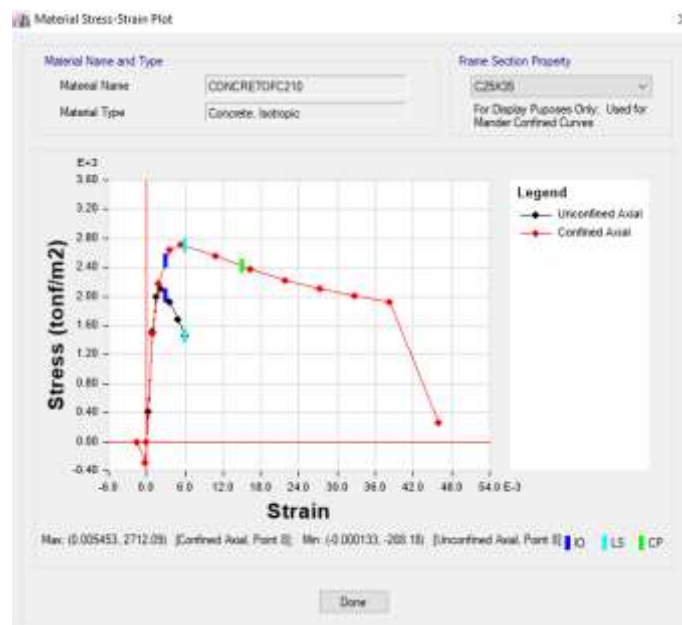 Material Stress-Strain Plot
Material Name and Type
Material Name
CONCRETOFC210
Material Type
Concrete, Isotropic
Frame Section Property
C25X35
For Display Puposes Only. Used for
Mander Confined Curves
E+3
3.60
3.20
2.80
2.40
2.00
1.60
1.20
0.80
0.40
0.00
-0.40
Stress (tonf/m2)
-6.0 0.0 6.0 12.0 18.0 24.0 30.0 36.0 42.0 48.0 54.0 E-3
Strain
Legend
Unconfined Axial
Confined Axial
Max: (0.005453, 2712.09) [Confined Axial, Point 8]; Min: (-0.000133, -288.18) [Unconfined Axial, Point 8]
IO LS CP
Done